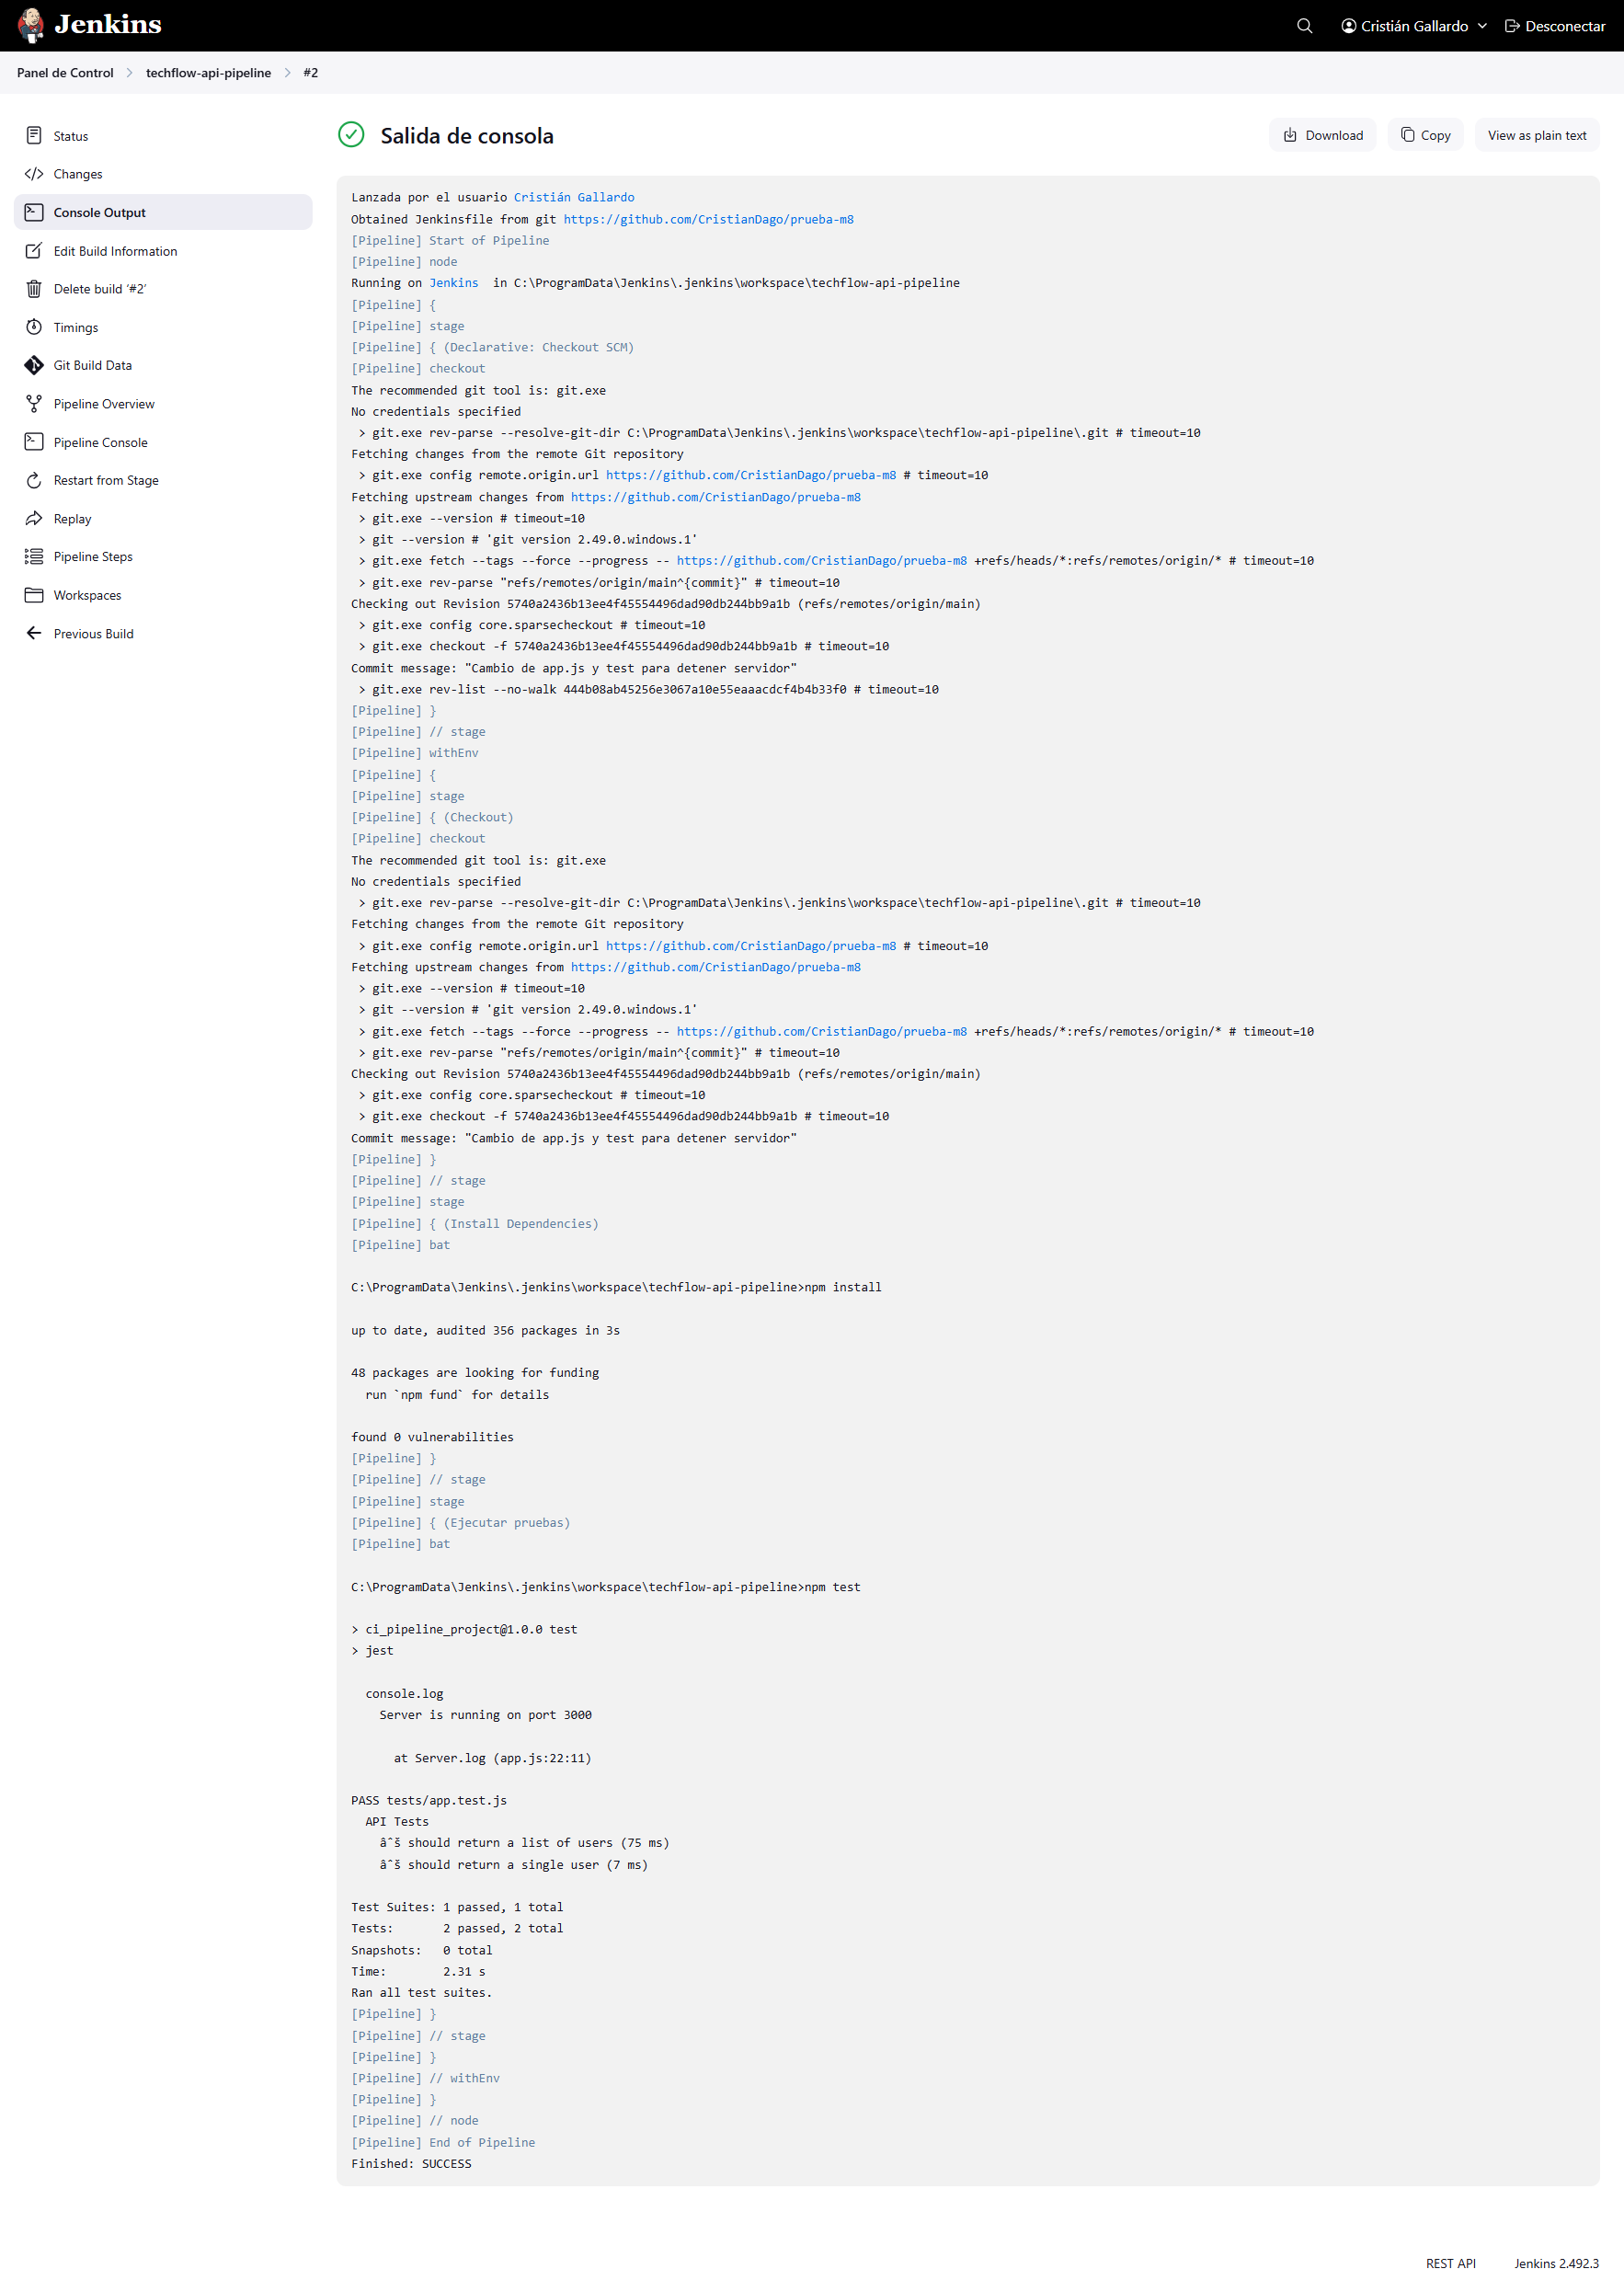 Jenkins
Cristián Gallardo
Desconectar
Panel de Control
techflow-api-pipeline
#2
Status
Changes
Console Output
Edit Build Information
Delete build ‘#2’
Timings
Git Build Data
Pipeline Overview
Pipeline Console
Restart from Stage
Replay
Pipeline Steps
Workspaces
Previous Build
Salida de consola
Download
Copy
View as plain text
Lanzada por el usuario Cristián Gallardo
Obtained Jenkinsfile from git https://github.com/CristianDago/prueba-m8
[Pipeline] Start of Pipeline
[Pipeline] node
Running on Jenkins  in C:\ProgramData\Jenkins\.jenkins\workspace\techflow-api-pipeline
[Pipeline] {
[Pipeline] stage
[Pipeline] { (Declarative: Checkout SCM)
[Pipeline] checkout
The recommended git tool is: git.exe
No credentials specified
 > git.exe rev-parse --resolve-git-dir C:\ProgramData\Jenkins\.jenkins\workspace\techflow-api-pipeline\.git # timeout=10
Fetching changes from the remote Git repository
 > git.exe config remote.origin.url https://github.com/CristianDago/prueba-m8 # timeout=10
Fetching upstream changes from https://github.com/CristianDago/prueba-m8
 > git.exe --version # timeout=10
 > git --version # 'git version 2.49.0.windows.1'
 > git.exe fetch --tags --force --progress -- https://github.com/CristianDago/prueba-m8 +refs/heads/*:refs/remotes/origin/* # timeout=10
 > git.exe rev-parse "refs/remotes/origin/main^{commit}" # timeout=10
Checking out Revision 5740a2436b13ee4f45554496dad90db244bb9a1b (refs/remotes/origin/main)
 > git.exe config core.sparsecheckout # timeout=10
 > git.exe checkout -f 5740a2436b13ee4f45554496dad90db244bb9a1b # timeout=10
Commit message: "Cambio de app.js y test para detener servidor"
 > git.exe rev-list --no-walk 444b08ab45256e3067a10e55eaaacdcf4b4b33f0 # timeout=10
[Pipeline] }
[Pipeline] // stage
[Pipeline] withEnv
[Pipeline] {
[Pipeline] stage
[Pipeline] { (Checkout)
[Pipeline] checkout
The recommended git tool is: git.exe
No credentials specified
 > git.exe rev-parse --resolve-git-dir C:\ProgramData\Jenkins\.jenkins\workspace\techflow-api-pipeline\.git # timeout=10
Fetching changes from the remote Git repository
 > git.exe config remote.origin.url https://github.com/CristianDago/prueba-m8 # timeout=10
Fetching upstream changes from https://github.com/CristianDago/prueba-m8
 > git.exe --version # timeout=10
 > git --version # 'git version 2.49.0.windows.1'
 > git.exe fetch --tags --force --progress -- https://github.com/CristianDago/prueba-m8 +refs/heads/*:refs/remotes/origin/* # timeout=10
 > git.exe rev-parse "refs/remotes/origin/main^{commit}" # timeout=10
Checking out Revision 5740a2436b13ee4f45554496dad90db244bb9a1b (refs/remotes/origin/main)
 > git.exe config core.sparsecheckout # timeout=10
 > git.exe checkout -f 5740a2436b13ee4f45554496dad90db244bb9a1b # timeout=10
Commit message: "Cambio de app.js y test para detener servidor"
[Pipeline] }
[Pipeline] // stage
[Pipeline] stage
[Pipeline] { (Install Dependencies)
[Pipeline] bat
C:\ProgramData\Jenkins\.jenkins\workspace\techflow-api-pipeline>npm install
up to date, audited 356 packages in 3s
48 packages are looking for funding
  run `npm fund` for details
found 0 vulnerabilities
[Pipeline] }
[Pipeline] // stage
[Pipeline] stage
[Pipeline] { (Ejecutar pruebas)
[Pipeline] bat
C:\ProgramData\Jenkins\.jenkins\workspace\techflow-api-pipeline>npm test
> ci_pipeline_project@1.0.0 test
> jest
  console.log
    Server is running on port 3000
      at Server.log (app.js:22:11)
PASS tests/app.test.js
  API Tests
    âˆš should return a list of users (75 ms)
    âˆš should return a single user (7 ms)
Test Suites: 1 passed, 1 total
Tests:       2 passed, 2 total
Snapshots:   0 total
Time:        2.31 s
Ran all test suites.
[Pipeline] }
[Pipeline] // stage
[Pipeline] }
[Pipeline] // withEnv
[Pipeline] }
[Pipeline] // node
[Pipeline] End of Pipeline
Finished: SUCCESS
REST API
Jenkins 2.492.3